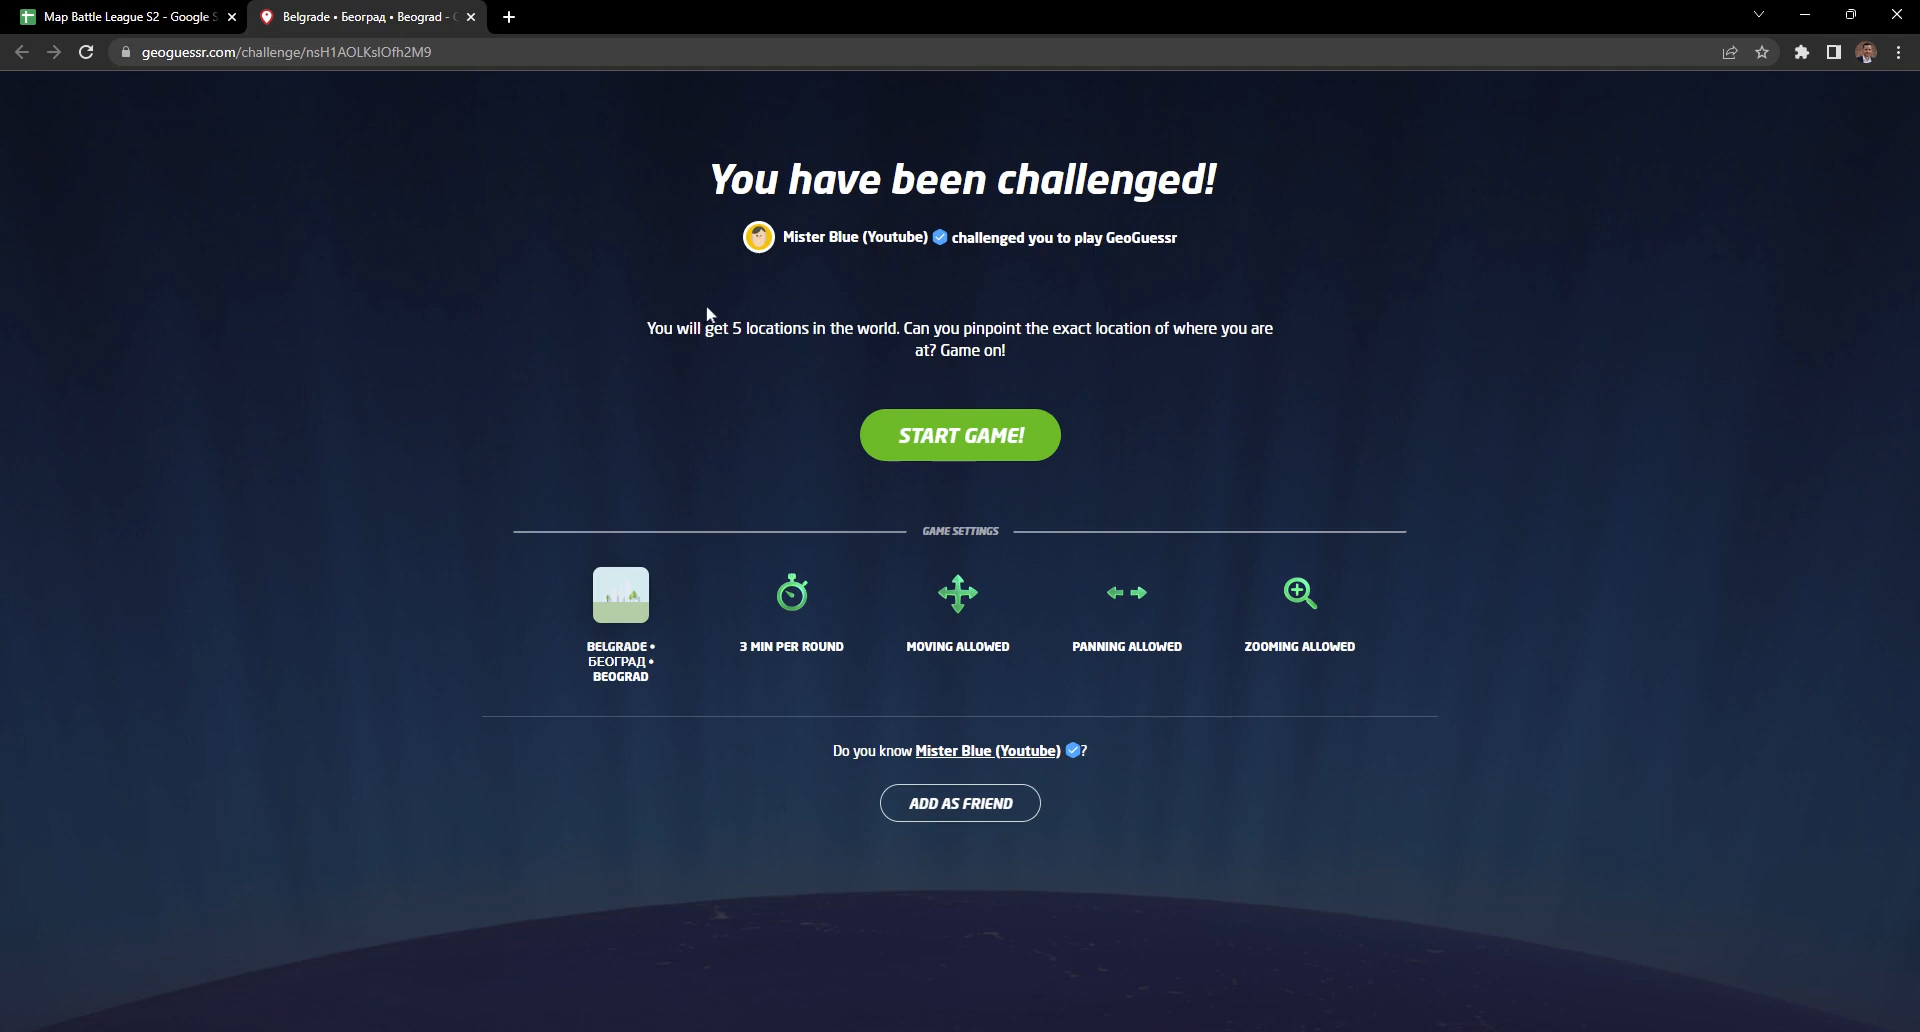 Map Battle League S2 - Google S
Belgrade • Београд • Beograd -
geoguessr.com/challenge/nsH1AOLKsIOfh2M9
You have been challenged!
Mister Blue (Youtube) challenged you to play GeoGuessr
You will get 5 locations in the world. Can you pinpoint the exact location of where you are
at? Game on!
START GAME!
GAME SETTINGS
BELGRADE •
БЕОГРАД •
BEOGRAD
3 MIN PER ROUND
MOVING ALLOWED
PANNING ALLOWED
ZOOMING ALLOWED
Do you know Mister Blue (Youtube) ?
ADD AS FRIEND